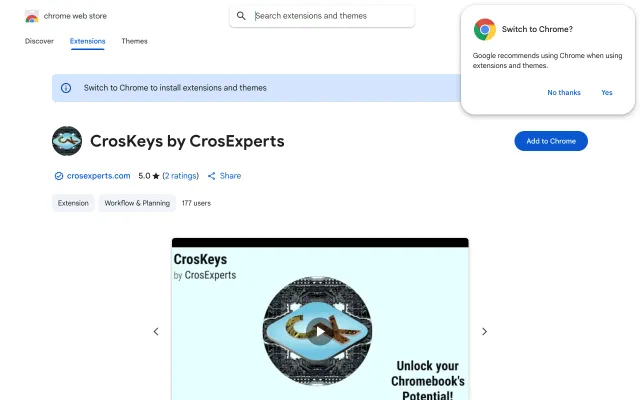 chrome web store
Search extensions and themes
Switch to Chrome?
Google recommends using Chrome when using
extensions and themes.
No thanks
Yes
Discover
Extensions
Themes
Switch to Chrome to install extensions and themes
CrosKeys by CrosExperts
Add to Chrome
crosexperts.com
5.0 ★ (2 ratings)
Share
Extension
Workflow & Planning
177 users
CrosKeys
by CrosExperts
Unlock your
Chromebook's
Potential!